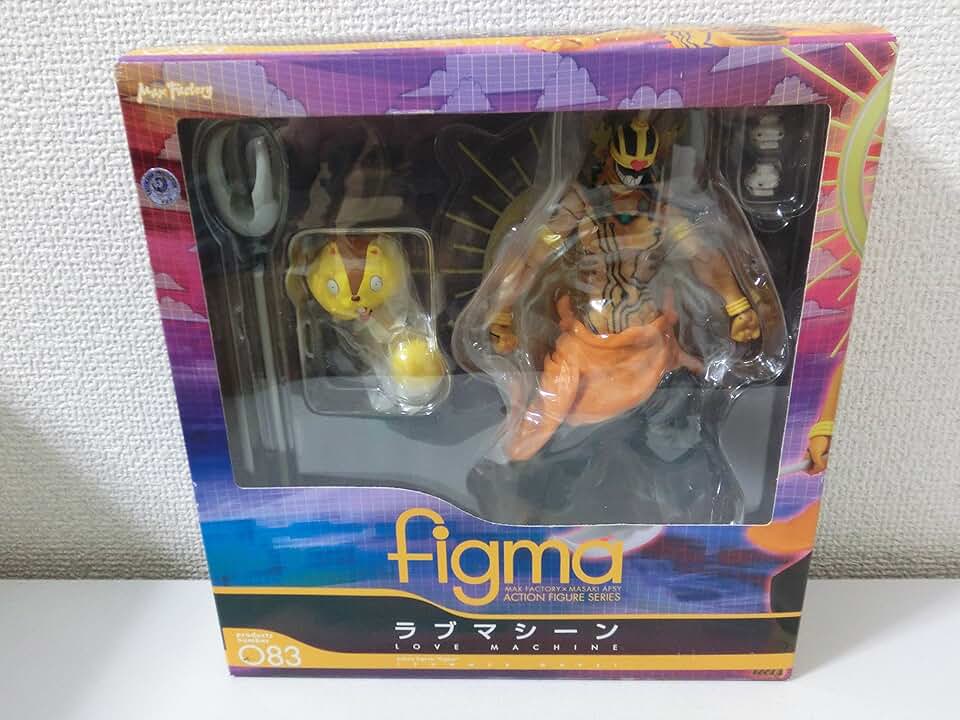 Max Factory
figma
MAX FACTORY×MASAKI APSY
ACTION FIGURE SERIES
ラブマシーン
LOVE MACHINE
products
number
083